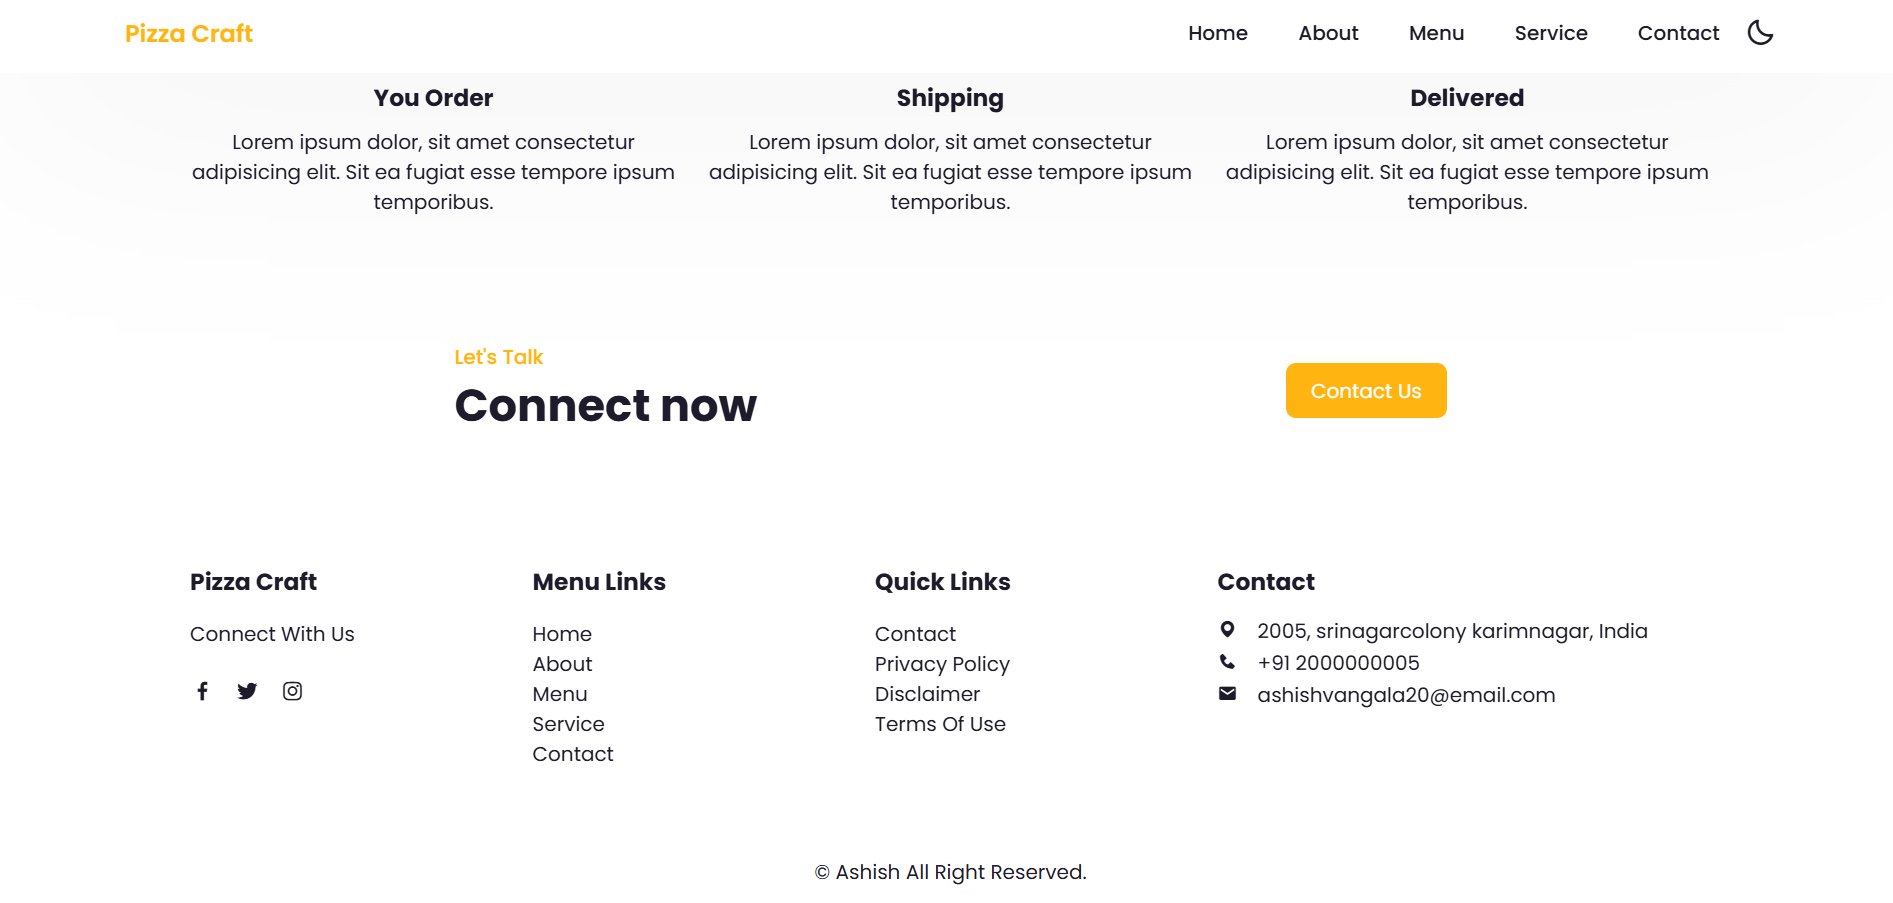 Pizza Craft
Home About Menu Service Contact
You Order
Lorem ipsum dolor, sit amet consectetur
adipisicing elit. Sit ea fugiat esse tempore ipsum
temporibus.
Shipping
Lorem ipsum dolor, sit amet consectetur
adipisicing elit. Sit ea fugiat esse tempore ipsum
temporibus.
Delivered
Lorem ipsum dolor, sit amet consectetur
adipisicing elit. Sit ea fugiat esse tempore ipsum
temporibus.
Let's Talk
Connect now
Contact Us
Pizza Craft
Connect With Us
Menu Links
Home
About
Menu
Service
Contact
Quick Links
Contact
Privacy Policy
Disclaimer
Terms Of Use
Contact
2005, srinagarcolony karimnagar, India
+91 2000000005
ashishvangala20@email.com
© Ashish All Right Reserved.